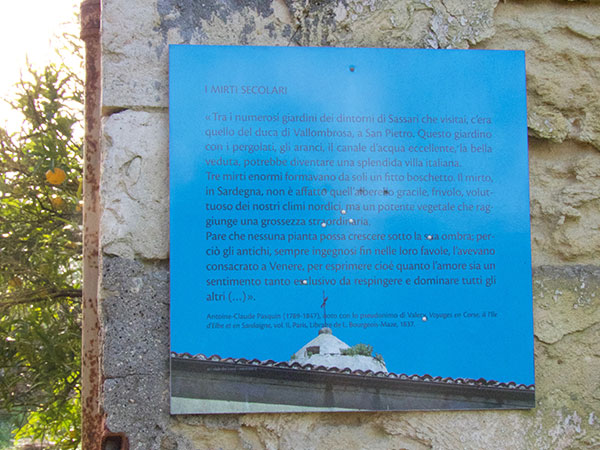 I MIRTI SECOLARI
«Tra i numerosi giardini dei dintorni di Sassari che visitai, c'era
quello del duca di Vallombrosa, a San Pietro. Questo giardino
con i pergolati, gli aranci, il canale d'acqua eccellente, la bella
veduta, potrebbe diventare una splendida villa italiana.
Tre mirti enormi formavano da soli un fitto boschetto. Il mirto,
in Sardegna, non è affatto quell'alberello gracile, frivolo, volut-
tuoso dei nostri climi nordici, ma un potente vegetale che rag-
giunge una grossezza straordinaria.
Pare che nessuna pianta possa crescere sotto la sua ombra; per-
ciò gli antichi, sempre ingegnosi fin nelle loro favole, l'avevano
consacrato a Venere, per esprimere cioè quanto l'amore sia un
sentimento tanto esclusivo da respingere e dominare tutti gli
altri (...)».
Antoine-Claude Pasquin (1789-1847), noto con lo pseudonimo di Valery, Voyages en Corse, à l'île
d'Elbe et en Sardaigne, vol. II, Paris, Librairie de L. Bourgeois-Maze, 1837.